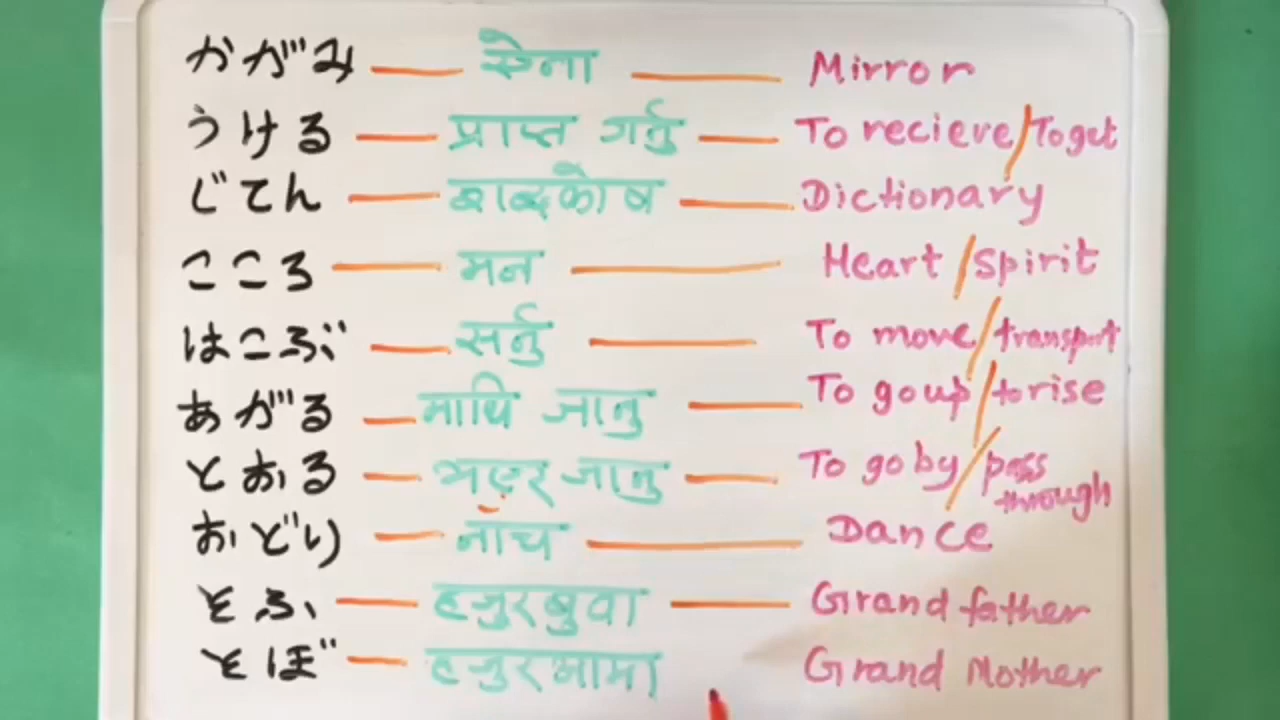 かがみ — सेना — Mirror
うける — प्राप्त गर्नु — To recieve/To get
じてん — शब्दकोष — Dictionary
こころ — मन — Heart/Spirit
はこぶ — सर्नु — To move/transport
あがる — माथि जानु — To go up/to rise
とおる — भएर जानु — To go by/pass through
おどり — नाच — Dance
そふ — हजुरबुवा — Grand father
そぼ — हजुरआमा Grand Mother